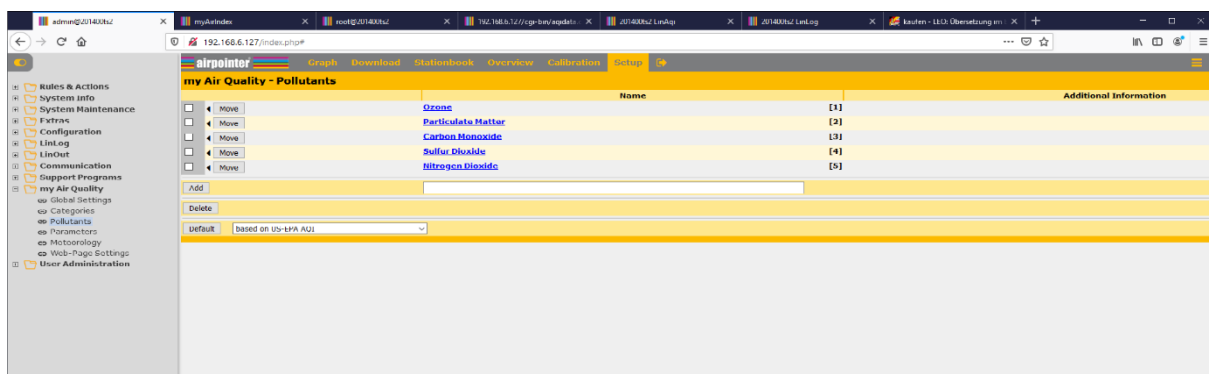 admin@201400ts2
myAirIndex
root@201400ts2
192.168.6.127/cgi-bin/aqdata.c
201400ts2 LinAqi
201400ts2 LinLog
kaufen - LEO: Übersetzung im
192.168.6.127/index.php#
airpointer Graph Download Stationbook Overview Calibration Setup
Rules & Actions
System Info
System Maintenance
Extras
Configuration
LinLog
LinOut
Communication
Support Programs
my Air Quality
Global Settings
Categories
Pollutants
Parameters
Meteorology
Web-Page Settings
User Administration
my Air Quality - Pollutants
Name Additional Information
Move Ozone [1]
Move Particulate Matter [2]
Move Carbon Monoxide [3]
Move Sulfur Dioxide [4]
Move Nitrogen Dioxide [5]
Add
Delete
Default based on US-EPA AQI